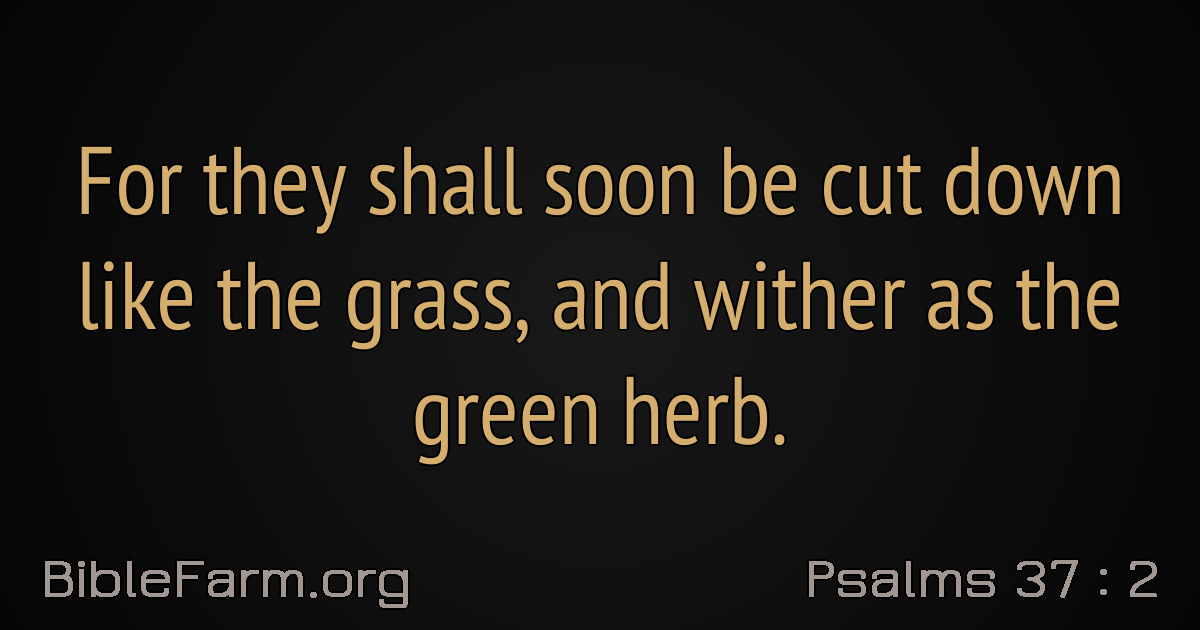 For they shall soon be cut down
like the grass, and wither as the
green herb.
BibleFarm.org
Psalms 37 : 2